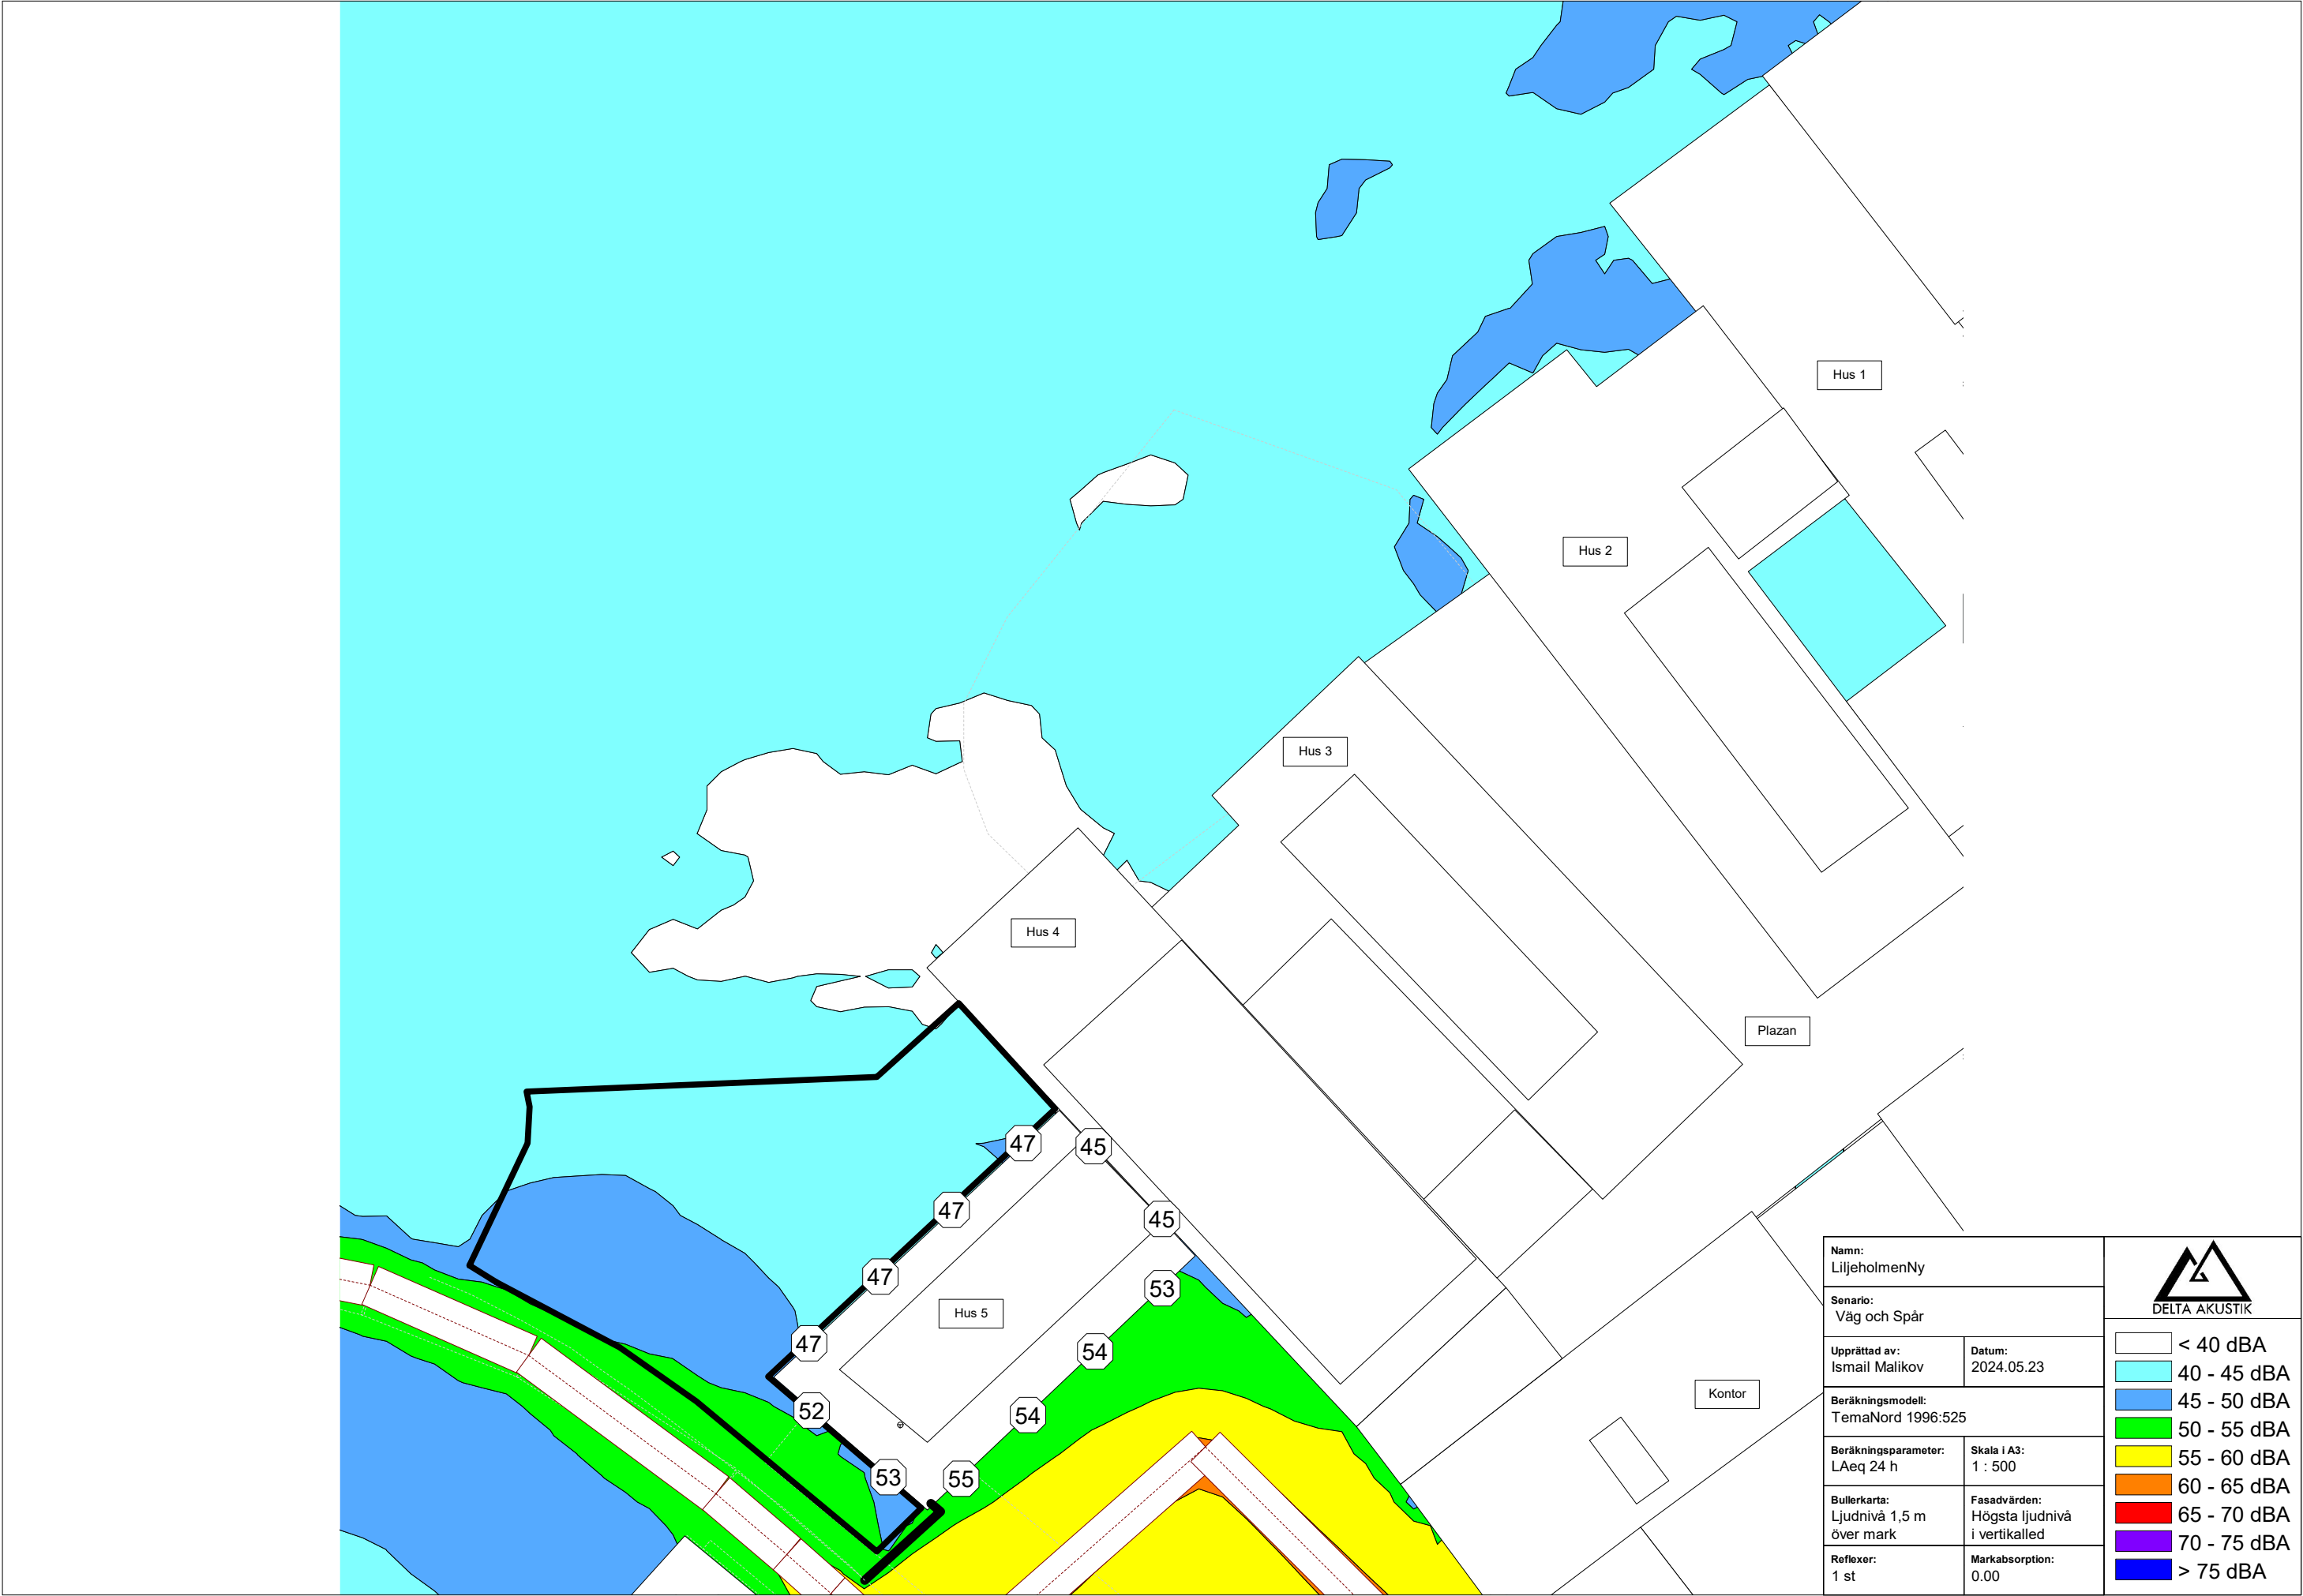 Hus 1
Hus 2
Hus 3
Hus 4
Plazan
47
45
47
45
47
53
Hus 5
47
54
Kontor
52
54
53
55
Namn:
LiljeholmenNy
Senario:
Väg och Spår
Upprättad av:
Ismail Malikov
Datum:
2024.05.23
Beräkningsmodell:
TemaNord 1996:525
Beräkningsparameter:
LAeq 24 h
Skala i A3:
1 : 500
Bullerkarta:
Ljudnivå 1,5 m
över mark
Fasadvärden:
Högsta ljudnivå
i vertikalled
Reflexer:
1 st
Markabsorption:
0.00
DELTA AKUSTIK
< 40 dBA
40 - 45 dBA
45 - 50 dBA
50 - 55 dBA
55 - 60 dBA
60 - 65 dBA
65 - 70 dBA
70 - 75 dBA
> 75 dBA